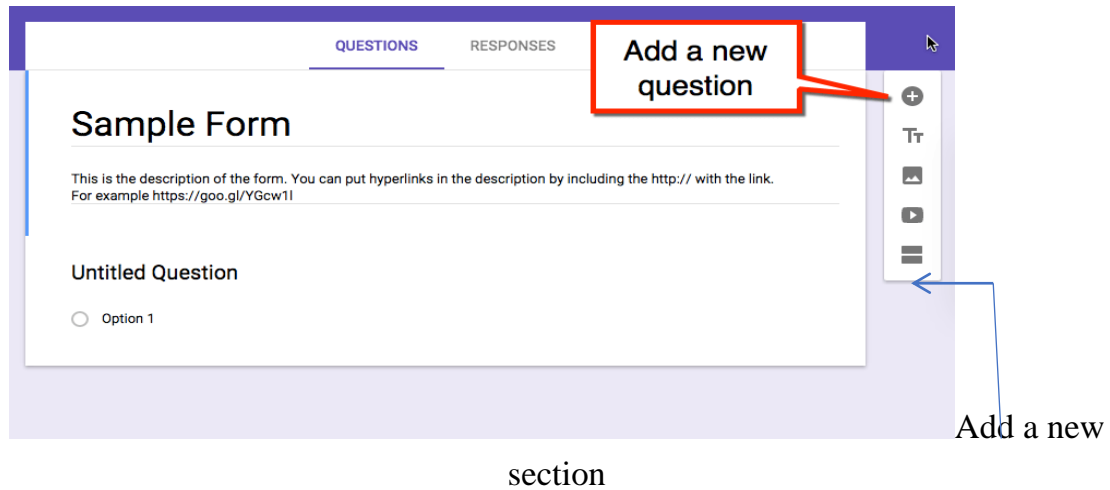 QUESTIONS RESPONSES
Add a new
question
Sample Form
Tт
This is the description of the form. You can put hyperlinks in the description by including the http:// with the link.
For example https://goo.gl/YGcw1l
Untitled Question
Option 1
Add a new
section